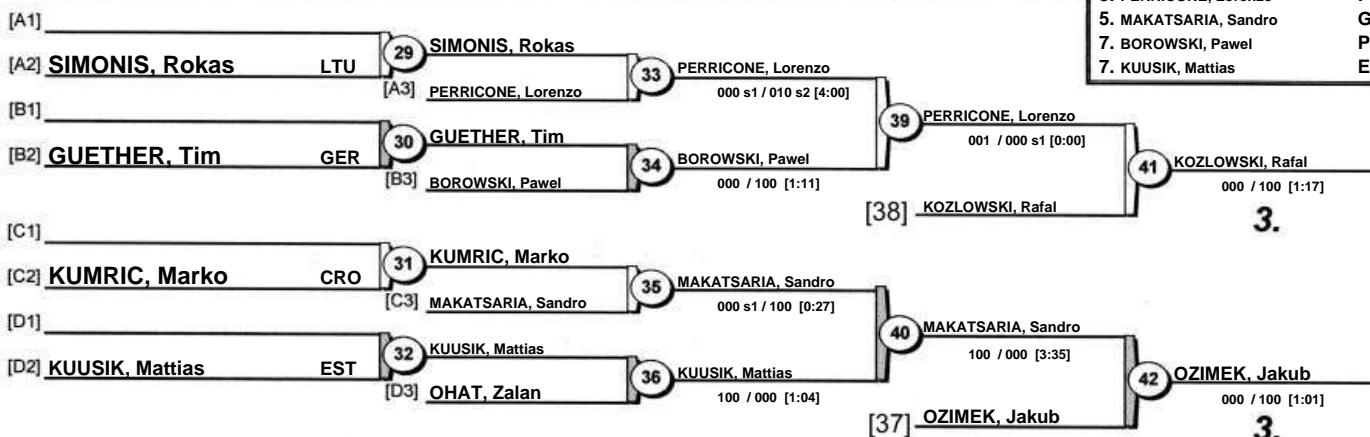 5. MAKATSARIA, Sandro G
7. BOROWSKI, Pawel P
7. KUUSIK, Mattias E
[A1]
[A2] SIMONIS, Rokas LTU
29
SIMONIS, Rokas
[A3] PERRICONE, Lorenzo
33
PERRICONE, Lorenzo
000 s1 / 010 s2 [4:00]
[B1]
[B2] GUETHER, Tim GER
30
GUETHER, Tim
[B3] BOROWSKI, Pawel
34
BOROWSKI, Pawel
000 / 100 [1:11]
39
PERRICONE, Lorenzo
001 / 000 s1 [0:00]
[38] KOZLOWSKI, Rafal
41
KOZLOWSKI, Rafal
000 / 100 [1:17]
3.
[C1]
[C2] KUMRIC, Marko CRO
31
KUMRIC, Marko
[C3] MAKATSARIA, Sandro
35
MAKATSARIA, Sandro
000 s1 / 100 [0:27]
[D1]
[D2] KUUSIK, Mattias EST
32
KUUSIK, Mattias
[D3] OHAT, Zalan
36
KUUSIK, Mattias
100 / 000 [1:04]
40
MAKATSARIA, Sandro
100 / 000 [3:35]
[37] OZIMEK, Jakub
42
OZIMEK, Jakub
000 / 100 [1:01]
3.